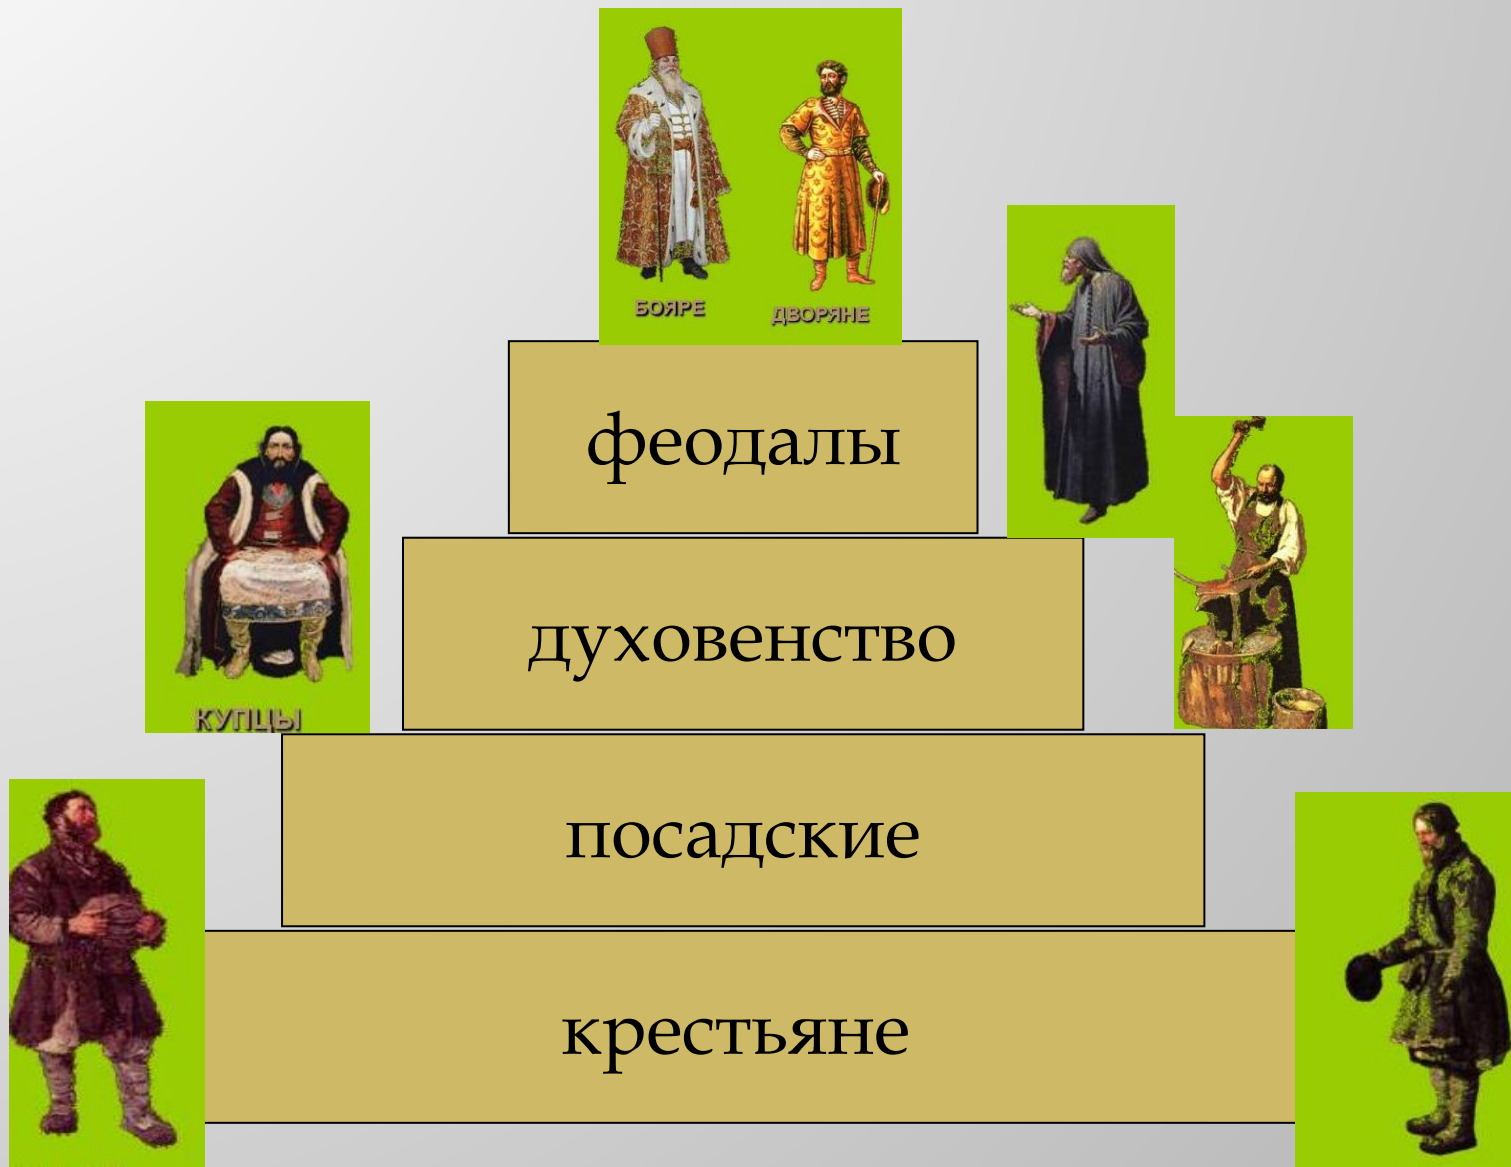 БОЯРЕ
ДВОРЯНЕ
феодалы
КУПЦЫ
духовенство
посадские
крестьяне